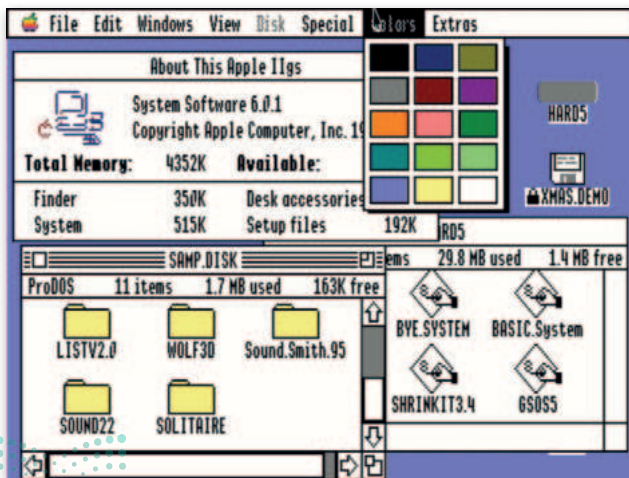 File Edit Windows View Disk Special Colors Extras
About This Apple IIgs
System Software 6.0.1
Copyright Apple Computer, Inc. 19
Total Memory: 4352K Available:
Finder 350K Desk accessories
System 515K Setup files 192K
HARD5
XMAS.DEMO
SAMP.DISK
ProDOS 11 items 1.7 MB used 163K free
LISTV2.0 WOLF3D Sound.Smith.95
SOUND22 SOLITAIRE
RD5
ems 29.8 MB used 1.4 MB free
BYE.SYSTEM BASIC.System
SHRINKIT3.4 GSOS5